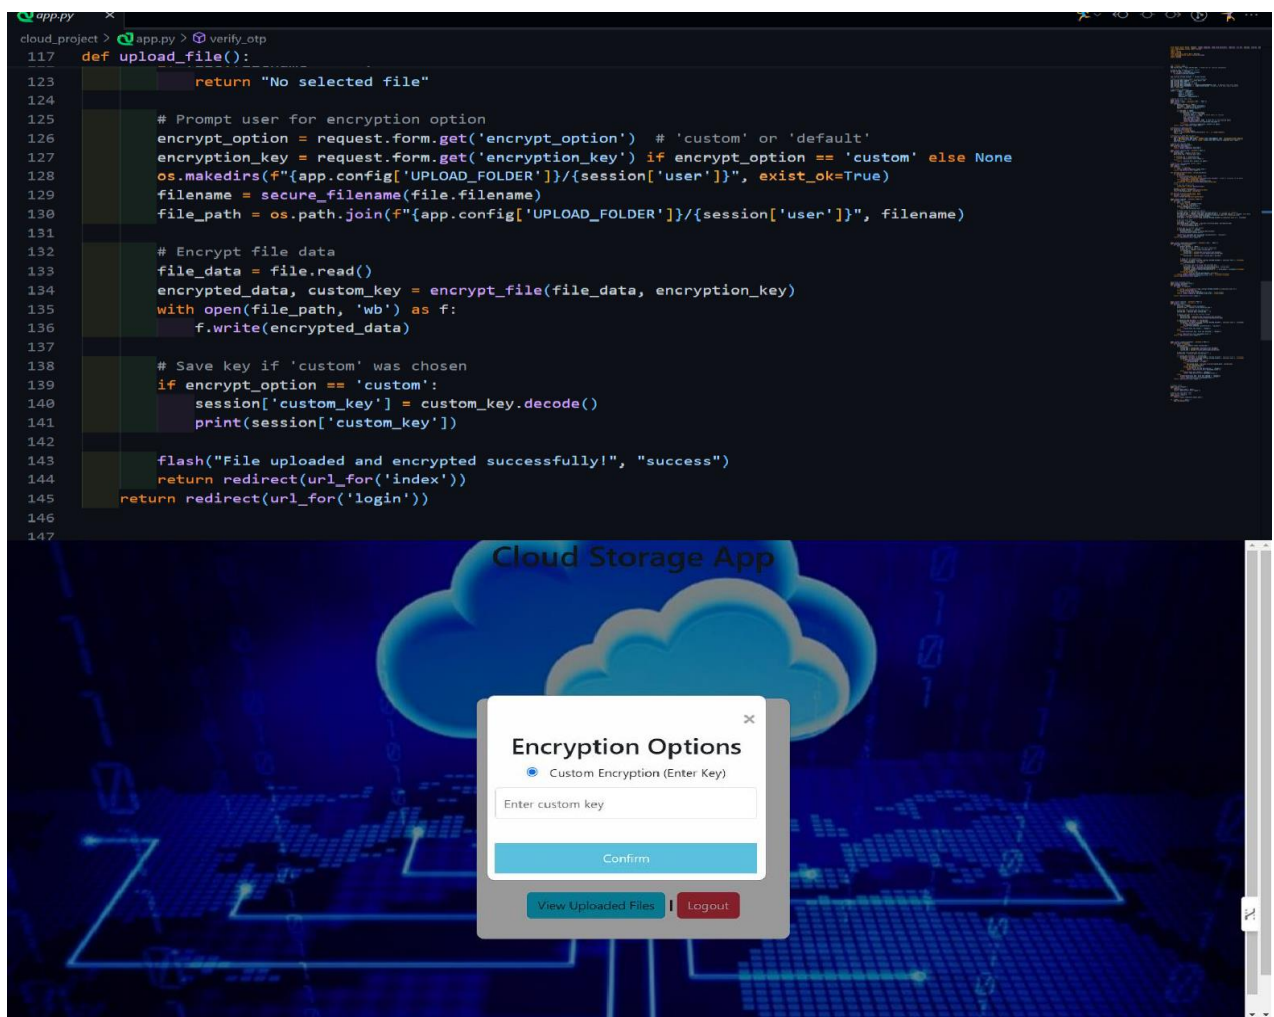 app.py ×
cloud_project > app.py > verify_otp
117 def upload_file():
123 return "No selected file"
124
125 # Prompt user for encryption option
126 encrypt_option = request.form.get('encrypt_option') # 'custom' or 'default'
127 encryption_key = request.form.get('encryption_key') if encrypt_option == 'custom' else None
128 os.makedirs(f"{app.config['UPLOAD_FOLDER']}/{session['user']}", exist_ok=True)
129 filename = secure_filename(file.filename)
130 file_path = os.path.join(f"{app.config['UPLOAD_FOLDER']}/{session['user']}", filename)
131
132 # Encrypt file data
133 file_data = file.read()
134 encrypted_data, custom_key = encrypt_file(file_data, encryption_key)
135 with open(file_path, 'wb') as f:
136 f.write(encrypted_data)
137
138 # Save key if 'custom' was chosen
139 if encrypt_option == 'custom':
140 session['custom_key'] = custom_key.decode()
141 print(session['custom_key'])
142
143 flash("File uploaded and encrypted successfully!", "success")
144 return redirect(url_for('index'))
145 return redirect(url_for('login'))
146
147
Cloud Storage App
×
Encryption Options
Custom Encryption (Enter Key)
Enter custom key
Confirm
View Uploaded Files | Logout